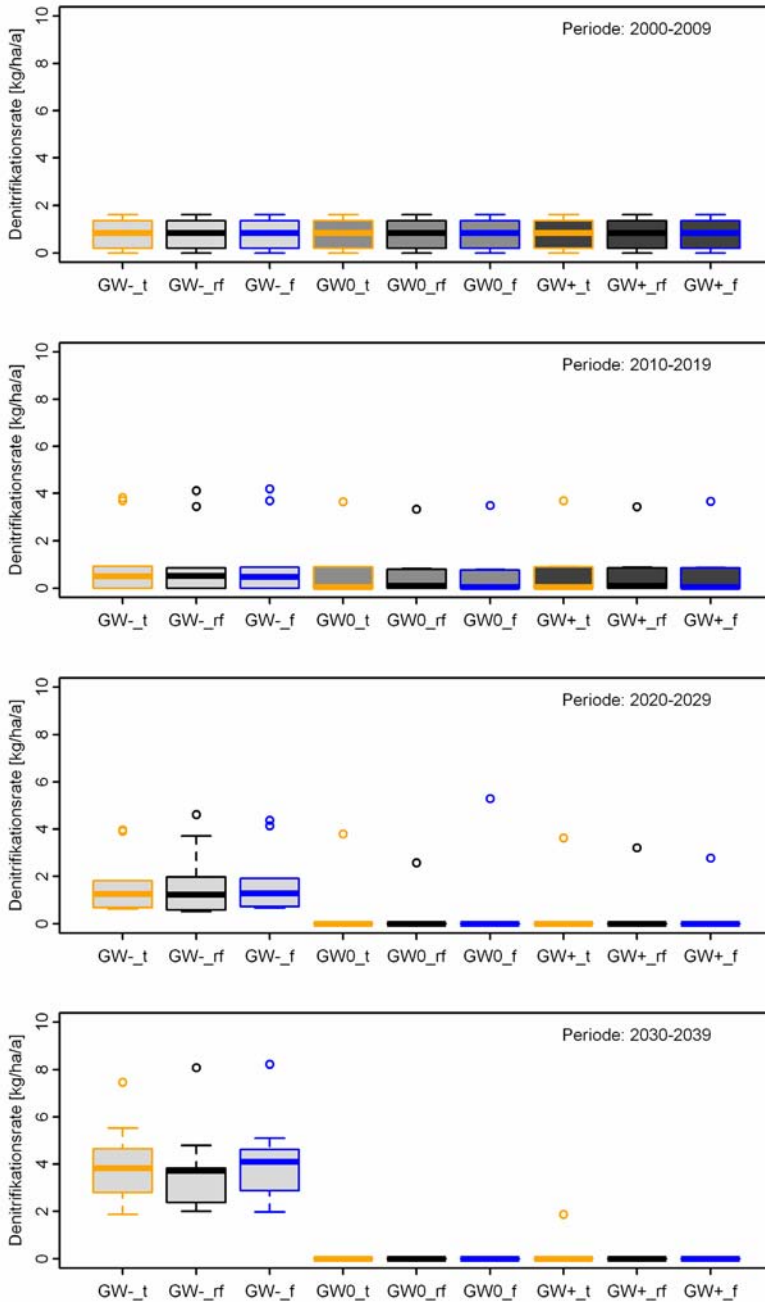 Denitrifikationsrate [kg/ha/a]
10
8
6
4
2
0
Periode: 2000-2009
GW-_t GW-_rf GW-_f GW0_t GW0_rf GW0_f GW+_t GW+_rf GW+_f
Denitrifikationsrate [kg/ha/a]
10
8
6
4
2
0
Periode: 2010-2019
GW-_t GW-_rf GW-_f GW0_t GW0_rf GW0_f GW+_t GW+_rf GW+_f
Denitrifikationsrate [kg/ha/a]
10
8
6
4
2
0
Periode: 2020-2029
GW-_t GW-_rf GW-_f GW0_t GW0_rf GW0_f GW+_t GW+_rf GW+_f
Denitrifikationsrate [kg/ha/a]
10
8
6
4
2
0
Periode: 2030-2039
GW-_t GW-_rf GW-_f GW0_t GW0_rf GW0_f GW+_t GW+_rf GW+_f